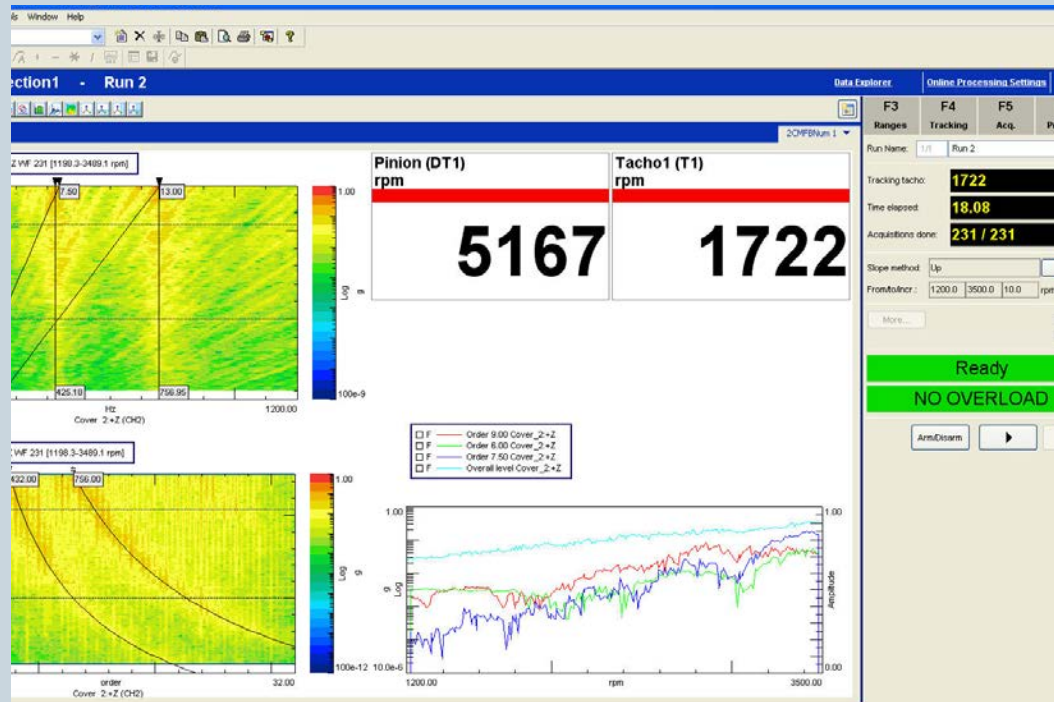 ols Window Help
ection1 - Run 2
Data Explorer
Online Processing Settings
2CMFBNum 1
F3 F4 F5
Ranges Tracking Acq.
Run Name: 1/1 Run 2
Tracking tacho: 1722
Time elapsed: 18.08
Acquisitions done: 231 / 231
Slope method: Up
From/to/incr.: 1200.0 3500.0 10.0 rpm
More...
Ready
NO OVERLOAD
Arm/Disarm
Z WF 231 [1198.3-3489.1 rpm]
7.50 13.00
425.18 756.95
Hz 1200.00
Cover 2:+Z (CH2)
1.00
Log g
100e-9
Pinion (DT1)
rpm
5167
Tacho1 (T1)
rpm
1722
WF 231 [1198.3-3489.1 rpm]
432.00 756.00
order 32.00
Cover 2:+Z (CH2)
1.00
Log g
100e-12
F Order 9.00 Cover_2:+Z
F Order 6.00 Cover_2:+Z
F Order 7.50 Cover_2:+Z
F Overall level Cover_2:+Z
1.00 1.00
g Log
Amplitude
10.0e-6 0.00
1200.00 rpm 3500.00